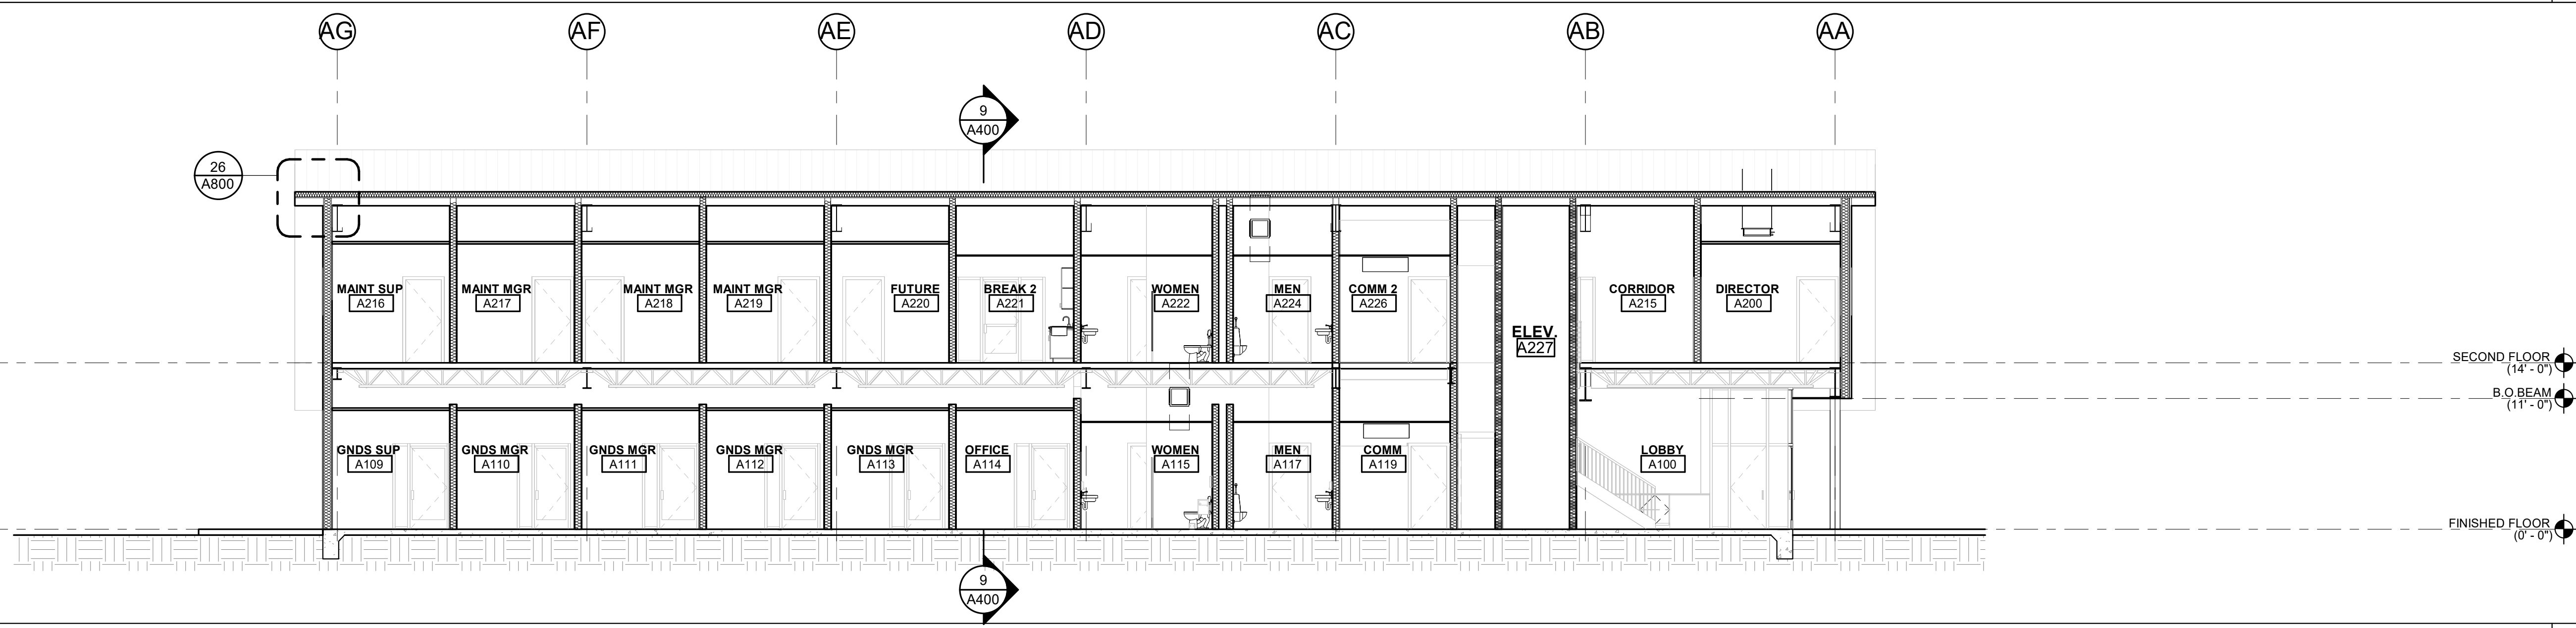 AG
AF
AE
AD
AC
AB
AA
9
A400
26
A800
MAINT SUP
A216
MAINT MGR
A217
MAINT MGR
A218
MAINT MGR
A219
FUTURE
A220
BREAK 2
A221
WOMEN
A222
MEN
A224
COMM 2
A226
ELEV.
A227
CORRIDOR
A215
DIRECTOR
A200
SECOND FLOOR
(14' - 0")
B.O.BEAM
(11' - 0")
GNDS SUP
A109
GNDS MGR
A110
GNDS MGR
A111
GNDS MGR
A112
GNDS MGR
A113
OFFICE
A114
WOMEN
A115
MEN
A117
COMM
A119
LOBBY
A100
FINISHED FLOOR
(0' - 0")
9
A400